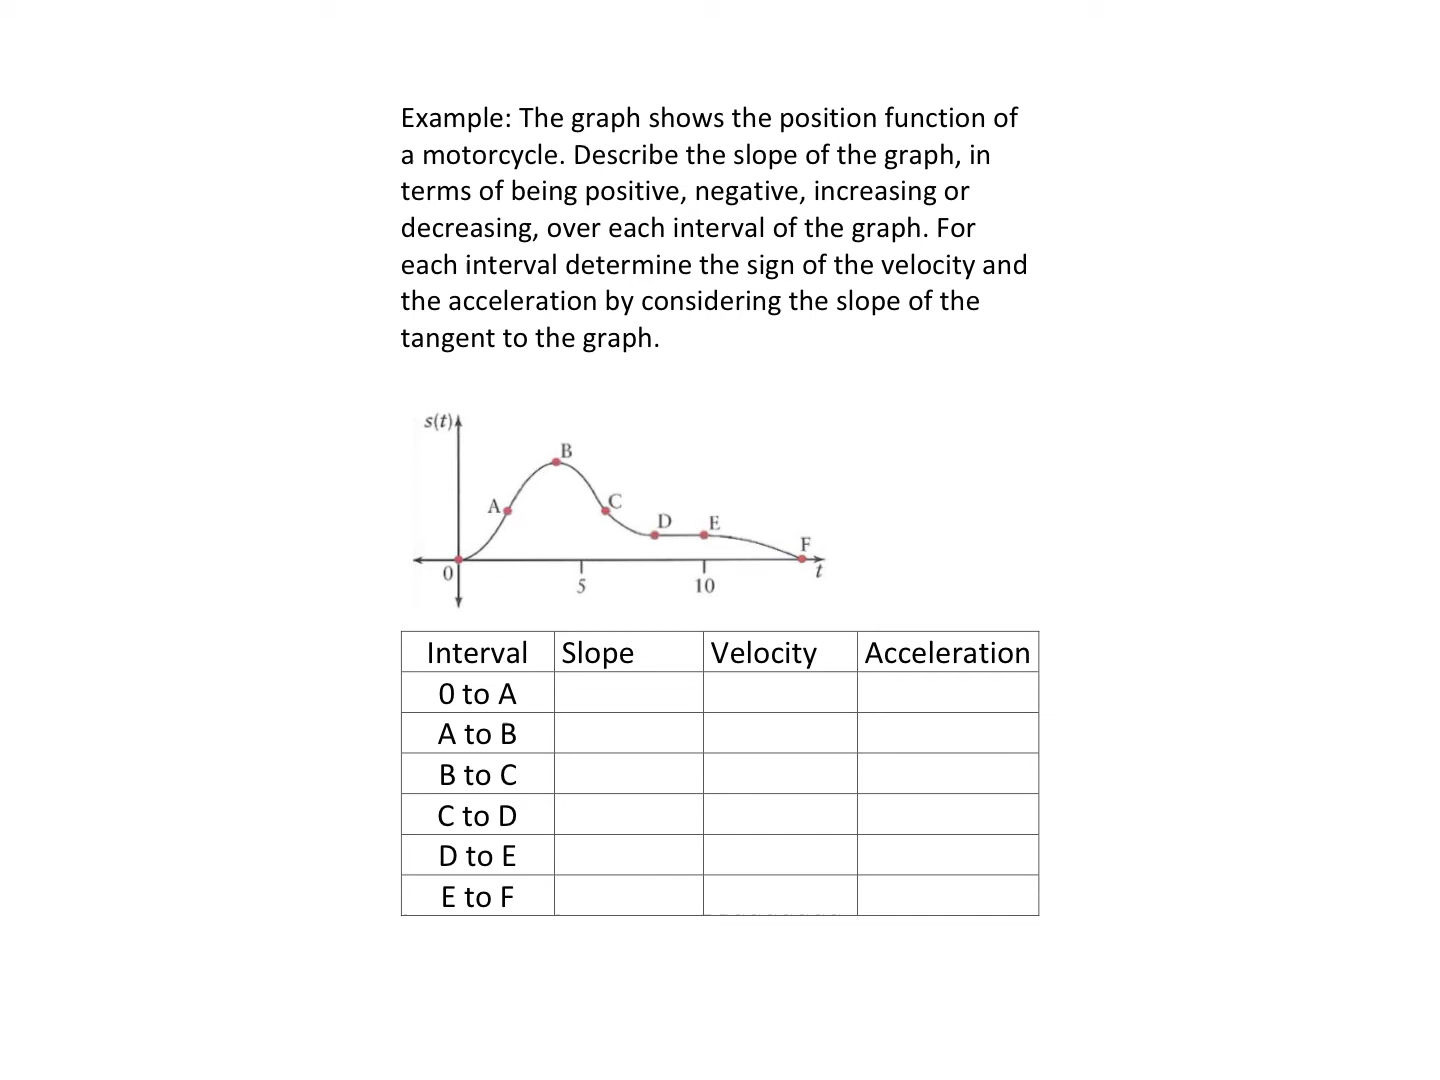 Example: The graph shows the position function of
a motorcycle. Describe the slope of the graph, in
terms of being positive, negative, increasing or
decreasing, over each interval of the graph. For
each interval determine the sign of the velocity and
the acceleration by considering the slope of the
tangent to the graph.
s(t)
B
A
C
D
E
F
0
5
10
t
Interval Slope Velocity Acceleration
0 to A
A to B
B to C
C to D
D to E
E to F